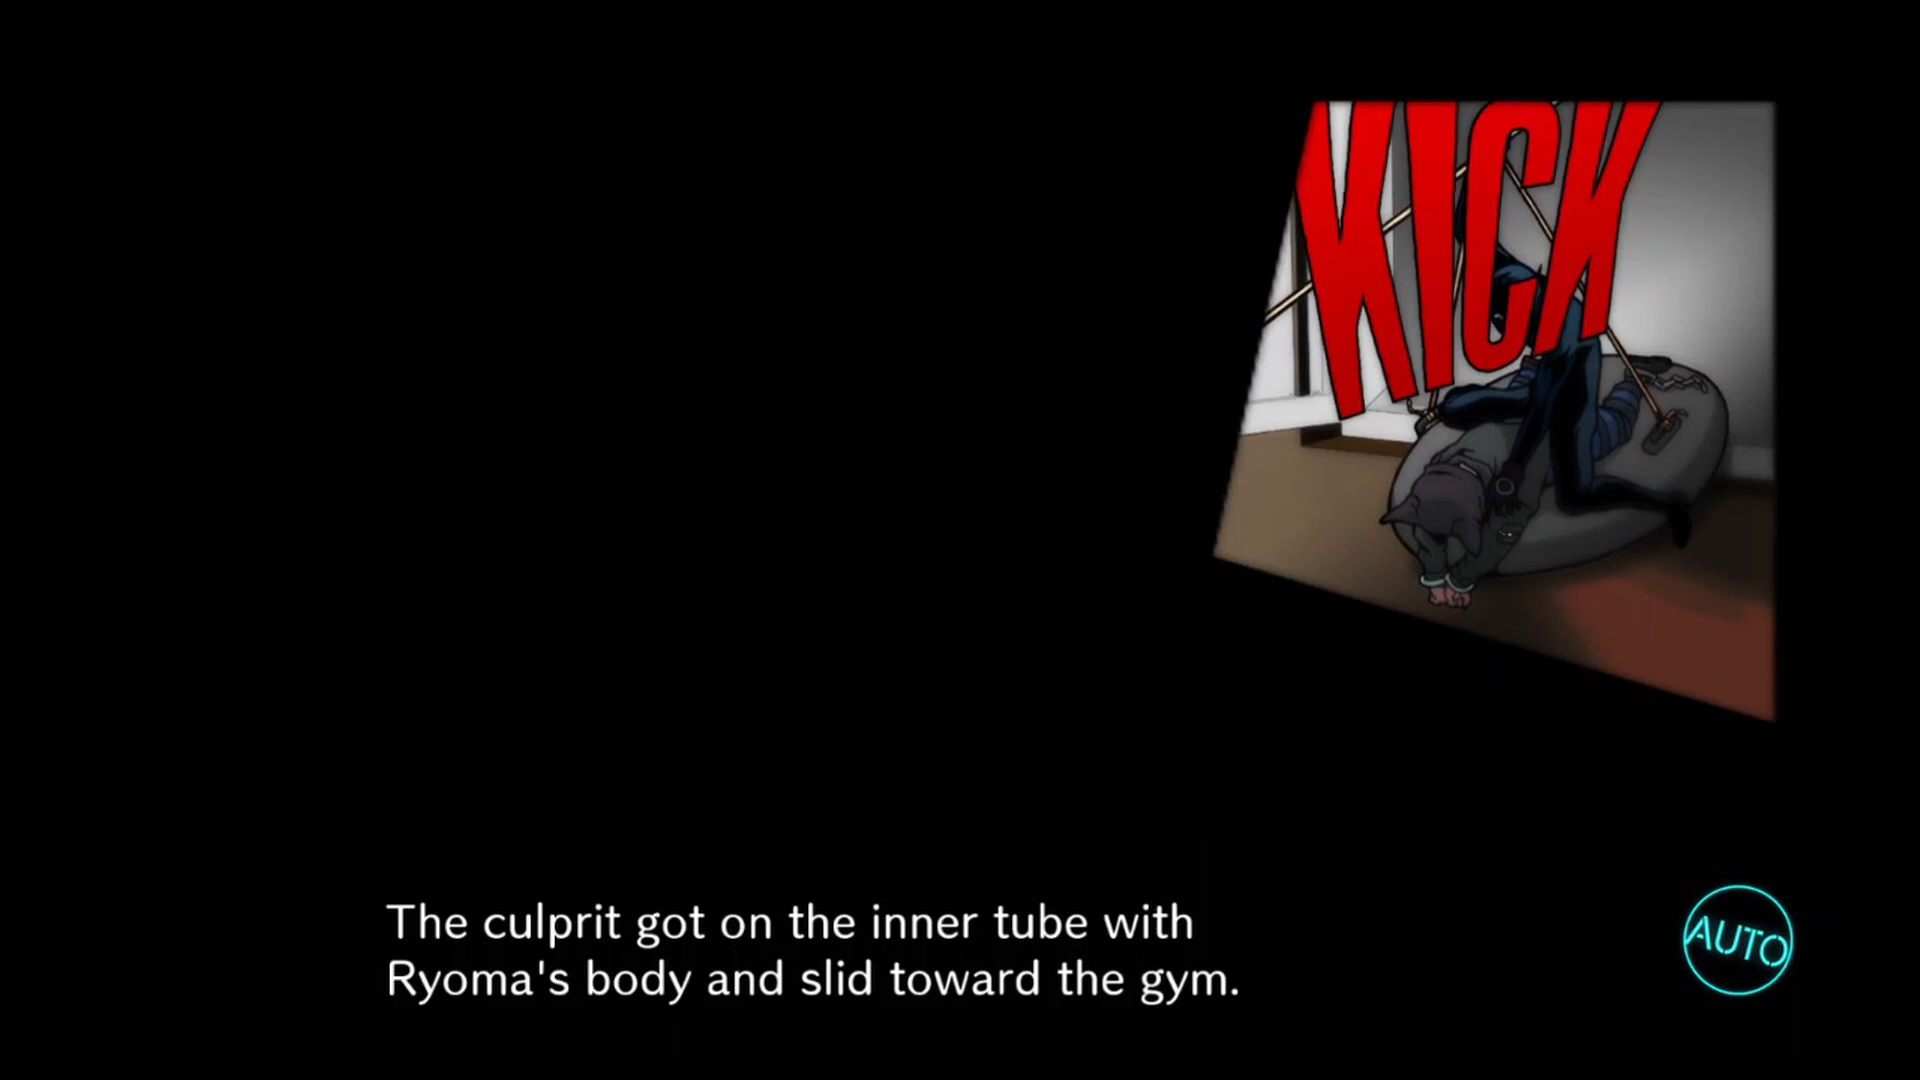 KICK
The culprit got on the inner tube with
Ryoma's body and slid toward the gym.
AUTO